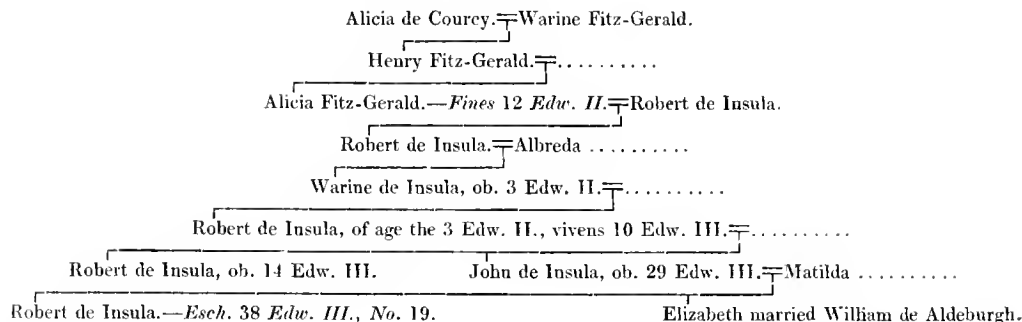 Alicia de Courcy.╤Warine Fitz-Gerald.
Henry Fitz-Gerald.╤. . . . . . . . . .
Alicia Fitz-Gerald.—Fines 12 Edw. II.╤Robert de Insula.
Robert de Insula.╤Albreda . . . . . . . . . .
Warine de Insula, ob. 3 Edw. II.╤. . . . . . . . . .
Robert de Insula, of age the 3 Edw. II., vivens 10 Edw. III.╤. . . . . . . . . .
Robert de Insula, ob. 14 Edw. III. John de Insula, ob. 29 Edw. III.╤Matilda . . . . . . . . . .
Robert de Insula.—Esch. 38 Edw. III., No. 19. Elizabeth married William de Aldeburgh.